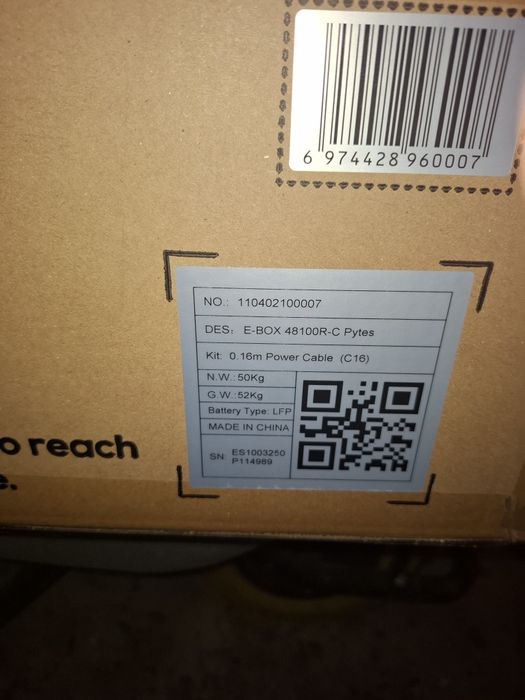 6 974428 960007
NO.: 110402100007
DES: E-BOX 48100R-C Pytes
Kit: 0.16m Power Cable (C16)
N.W.:50Kg
G.W.:52Kg
Battery Type: LFP
MADE IN CHINA
SN: ES1003250
P114989
o reach
e.